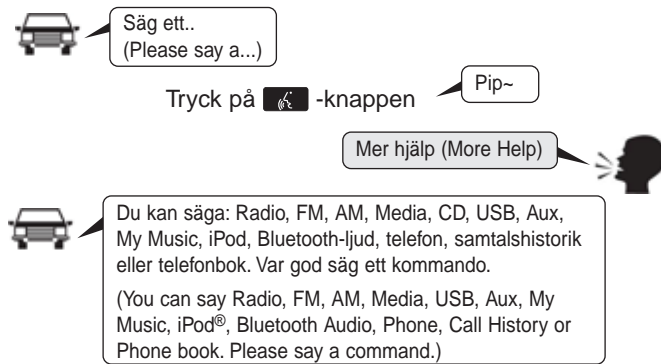 Säg ett..
(Please say a...)
Tryck på -knappen
Pip~
Mer hjälp (More Help)
Du kan säga: Radio, FM, AM, Media, CD, USB, Aux,
My Music, iPod, Bluetooth-ljud, telefon, samtalshistorik
eller telefonbok. Var god säg ett kommando.
(You can say Radio, FM, AM, Media, USB, Aux, My
Music, iPod®, Bluetooth Audio, Phone, Call History or
Phone book. Please say a command.)